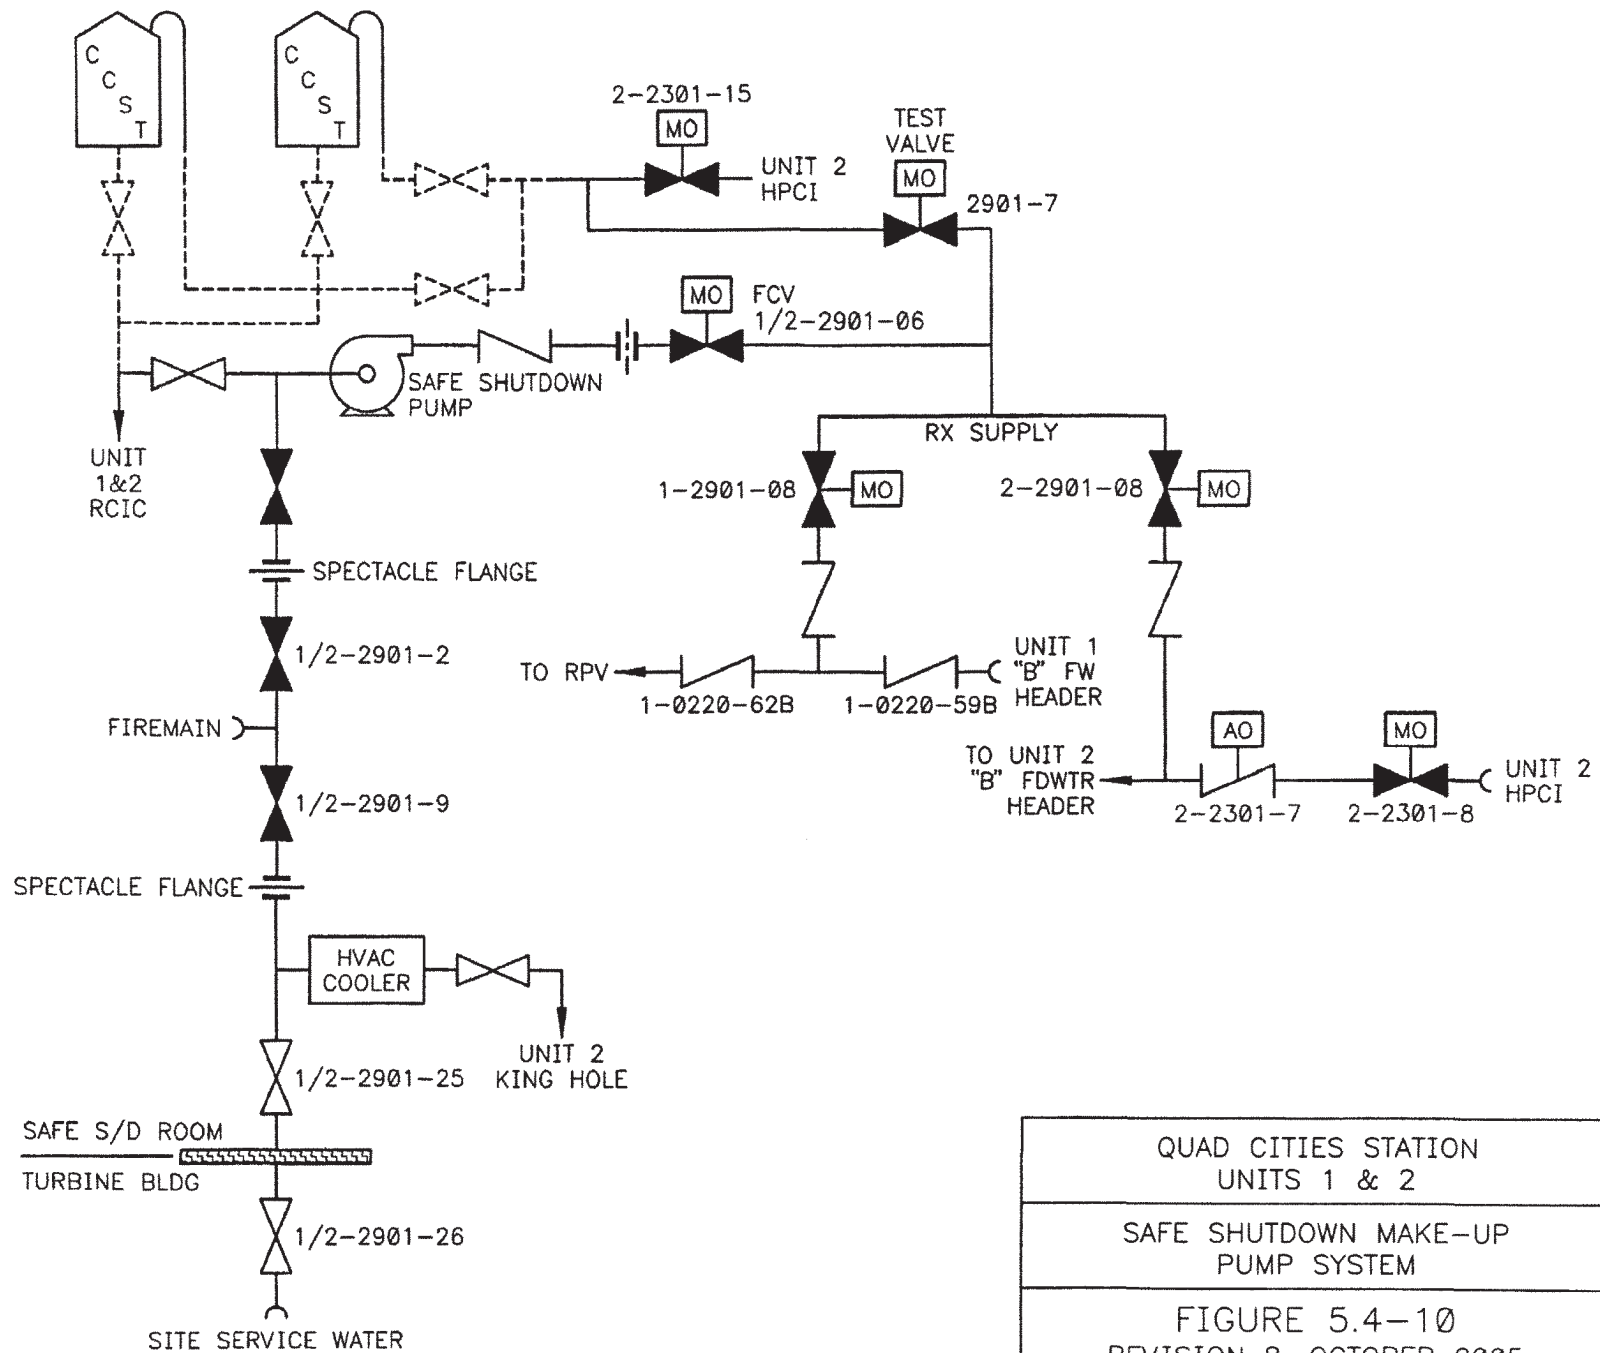 C
C
S
T
C
C
S
T
2-2301-15
MO
UNIT 2
HPCI
TEST
VALVE
MO
2901-7
MO
FCV
1/2-2901-06
SAFE SHUTDOWN
PUMP
UNIT
1&2
RCIC
RX SUPPLY
1-2901-08
MO
2-2901-08
MO
SPECTACLE FLANGE
1/2-2901-2
FIREMAIN
1/2-2901-9
SPECTACLE FLANGE
TO RPV
1-0220-62B
1-0220-59B
UNIT 1
"B" FW
HEADER
TO UNIT 2
"B" FDWTR
HEADER
AO
2-2301-7
MO
2-2301-8
UNIT 2
HPCI
HVAC
COOLER
UNIT 2
KING HOLE
1/2-2901-25
SAFE S/D ROOM
TURBINE BLDG
1/2-2901-26
SITE SERVICE WATER
QUAD CITIES STATION
UNITS 1 & 2
SAFE SHUTDOWN MAKE-UP
PUMP SYSTEM
FIGURE 5.4-10
REVISION 8, OCTOBER 2005